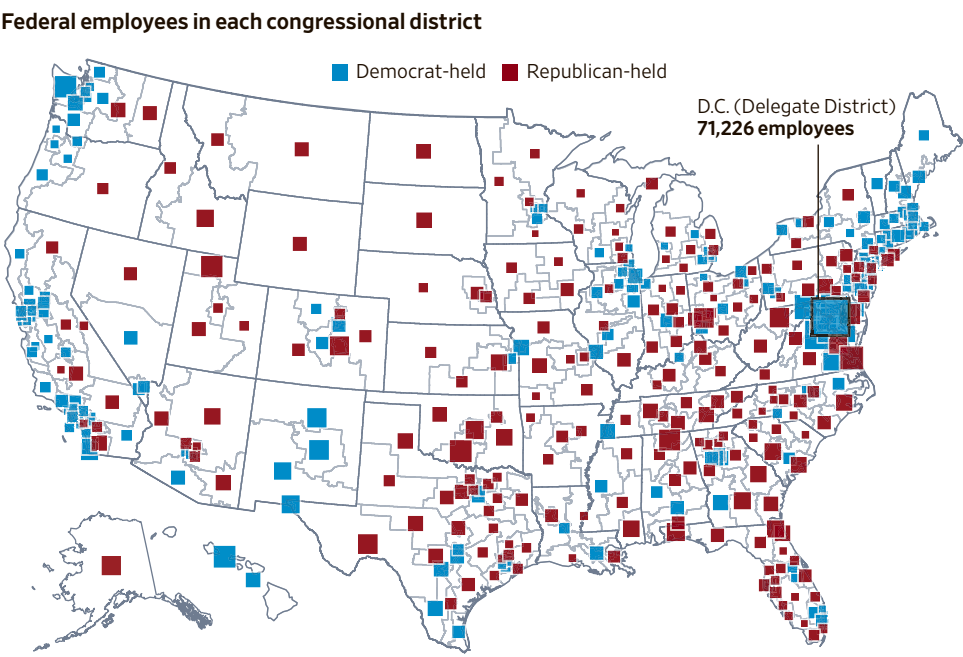 Federal employees in each congressional district
Democrat-held Republican-held
D.C. (Delegate District)
71,226 employees